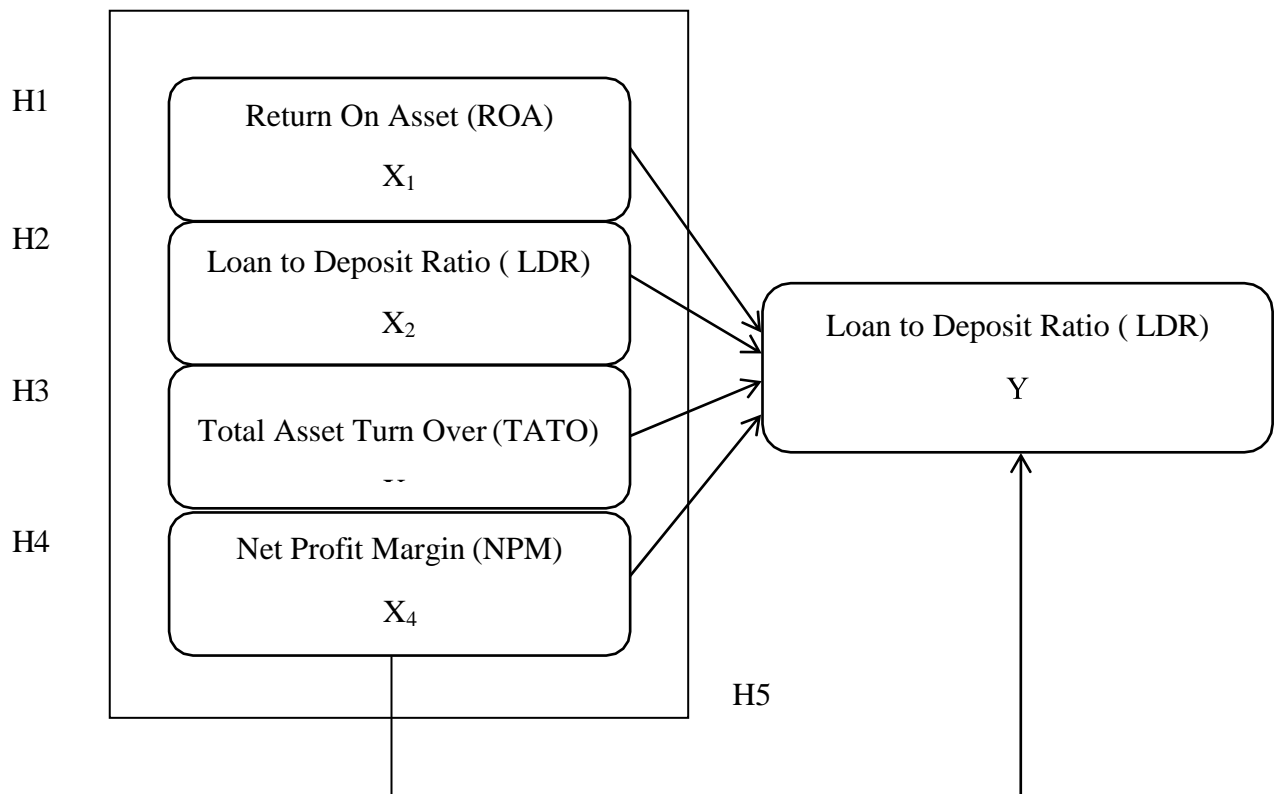 H1
Return On Asset (ROA)
X₁
H2
Loan to Deposit Ratio ( LDR)
X₂
Loan to Deposit Ratio ( LDR)
Y
H3
Total Asset Turn Over (TATO)
H4
Net Profit Margin (NPM)
X₄
H5